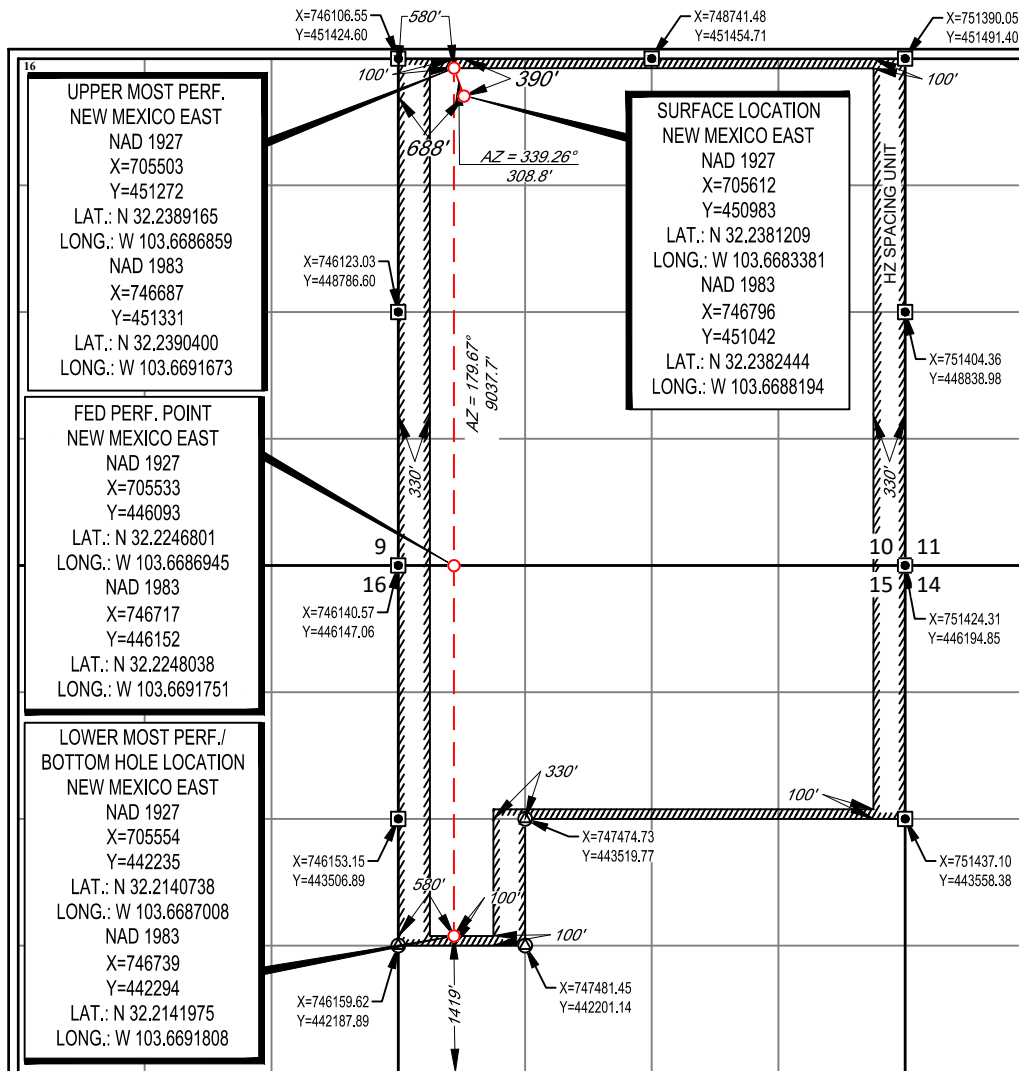 X=746106.55
Y=451424.60
580'
X=748741.48
Y=451454.71
X=751390.05
Y=451491.40
16
100'
390'
100'
688'
AZ = 339.26°
308.8'
UPPER MOST PERF.
NEW MEXICO EAST
NAD 1927
X=705503
Y=451272
LAT.: N 32.2389165
LONG.: W 103.6686859
NAD 1983
X=746687
Y=451331
LAT.: N 32.2390400
LONG.: W 103.6691673
SURFACE LOCATION
NEW MEXICO EAST
NAD 1927
X=705612
Y=450983
LAT.: N 32.2381209
LONG.: W 103.6683381
NAD 1983
X=746796
Y=451042
LAT.: N 32.2382444
LONG.: W 103.6688194
HZ SPACING UNIT
X=746123.03
Y=448786.60
X=751404.36
Y=448838.98
AZ = 179.67°
9037.7'
330'
330'
FED PERF. POINT
NEW MEXICO EAST
NAD 1927
X=705533
Y=446093
LAT.: N 32.2246801
LONG.: W 103.6686945
NAD 1983
X=746717
Y=446152
LAT.: N 32.2248038
LONG.: W 103.6691751
9
16
10 11
15 14
X=746140.57
Y=446147.06
X=751424.31
Y=446194.85
LOWER MOST PERF./
BOTTOM HOLE LOCATION
NEW MEXICO EAST
NAD 1927
X=705554
Y=442235
LAT.: N 32.2140738
LONG.: W 103.6687008
NAD 1983
X=746739
Y=442294
LAT.: N 32.2141975
LONG.: W 103.6691808
330'
100'
X=747474.73
Y=443519.77
X=746153.15
Y=443506.89
X=751437.10
Y=443558.38
580'
100'
100'
X=746159.62
Y=442187.89
1419'
X=747481.45
Y=442201.14